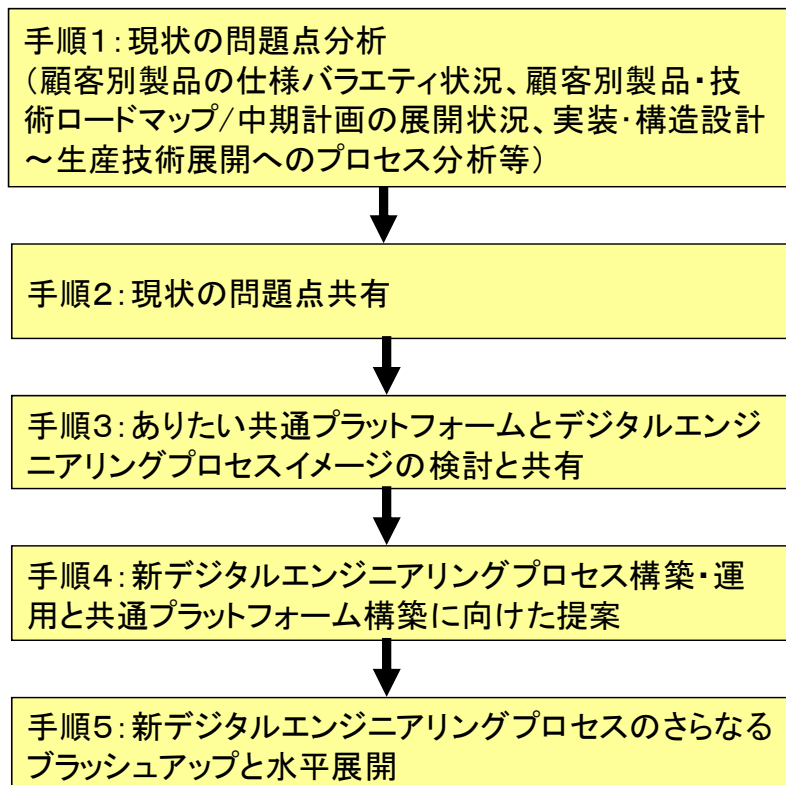 手順1：現状の問題点分析
（顧客別製品の仕様バラエティ状況、顧客別製品・技
術ロードマップ/中期計画の展開状況、実装・構造設計
～生産技術展開へのプロセス分析等）
手順2：現状の問題点共有
手順3：ありたい共通プラットフォームとデジタルエンジ
ニアリングプロセスイメージの検討と共有
手順4：新デジタルエンジニアリングプロセス構築・運
用と共通プラットフォーム構築に向けた提案
手順5：新デジタルエンジニアリングプロセスのさらなる
ブラッシュアップと水平展開